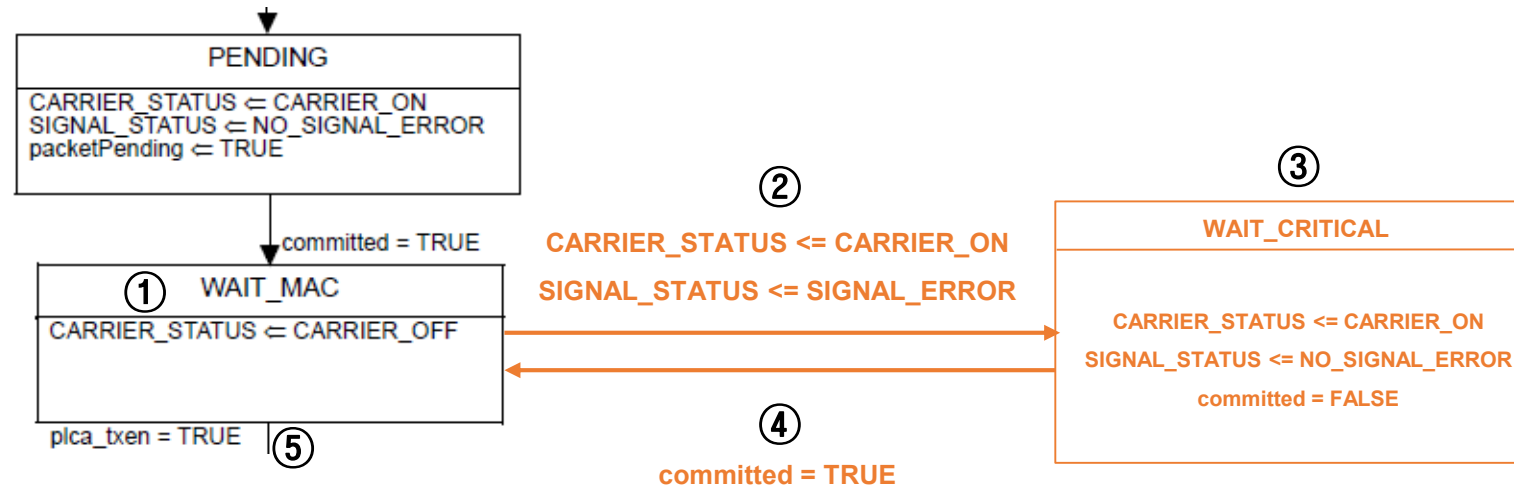 PENDING
CARRIER_STATUS ⇐ CARRIER_ON
SIGNAL_STATUS ⇐ NO_SIGNAL_ERROR
packetPending ⇐ TRUE
committed = TRUE
① WAIT_MAC
CARRIER_STATUS ⇐ CARRIER_OFF
plca_txen = TRUE ⑤
②
CARRIER_STATUS <= CARRIER_ON
SIGNAL_STATUS <= SIGNAL_ERROR
④
committed = TRUE
③
WAIT_CRITICAL
CARRIER_STATUS <= CARRIER_ON
SIGNAL_STATUS <= NO_SIGNAL_ERROR
committed = FALSE